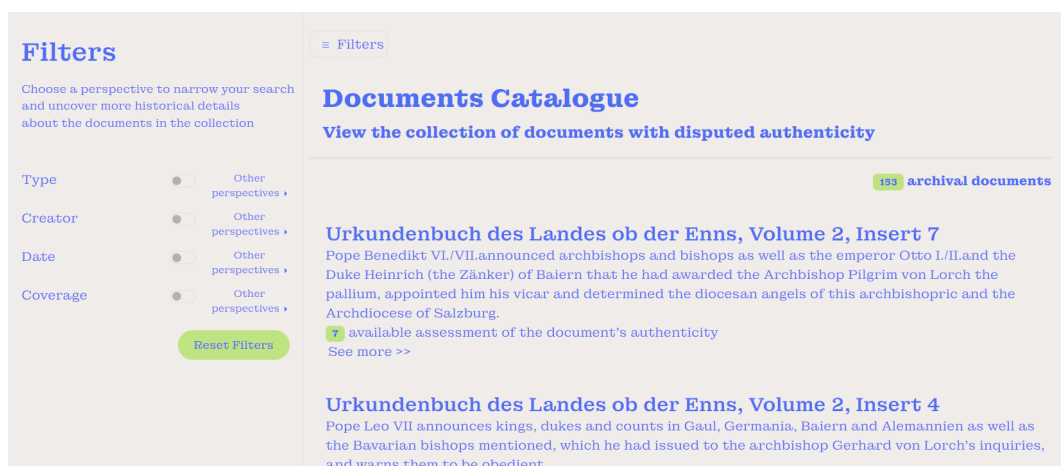 Filters
Choose a perspective to narrow your search
and uncover more historical details
about the documents in the collection
Type
Other
perspectives
Creator
Other
perspectives
Date
Other
perspectives
Coverage
Other
perspectives
Reset Filters
≡ Filters
Documents Catalogue
View the collection of documents with disputed authenticity
153 archival documents
Urkundenbuch des Landes ob der Enns, Volume 2, Insert 7
Pope Benedikt VI./VII.announced archbishops and bishops as well as the emperor Otto I./II.and the
Duke Heinrich (the Zänker) of Baiern that he had awarded the Archbishop Pilgrim von Lorch the
pallium, appointed him his vicar and determined the diocesan angels of this archbishopric and the
Archdiocese of Salzburg.
7 available assessment of the document's authenticity
See more >>
Urkundenbuch des Landes ob der Enns, Volume 2, Insert 4
Pope Leo VII announces kings, dukes and counts in Gaul, Germania, Baiern and Alemannien as well as
the Bavarian bishops mentioned, which he had issued to the archbishop Gerhard von Lorch's inquiries,
and warns them to be obedient.